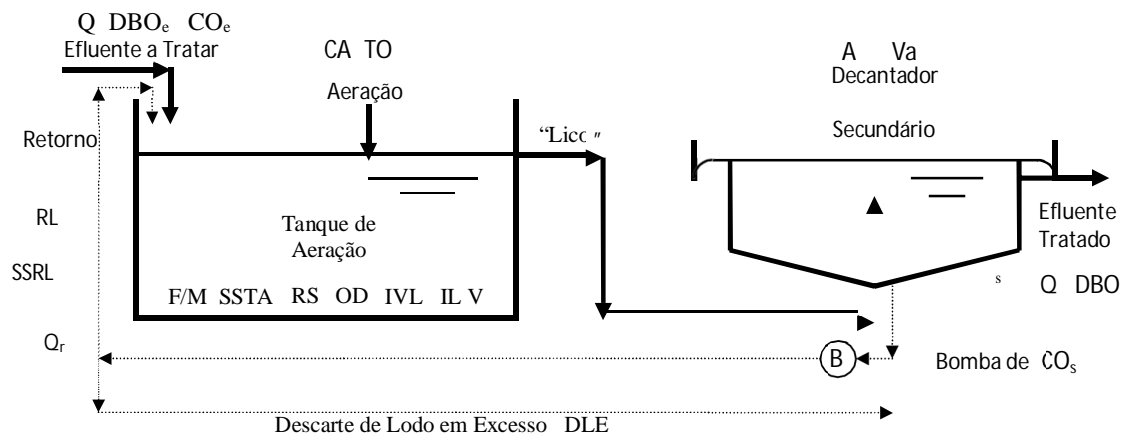 Q DBOe COe
Efluente a Tratar
CA TO
Aeração
A Va
Decantador
Secundário
Retorno
RL
SSRL
Qr
Tanque de
Aeração
F/M SSTA RS OD IVL IL V
Efluente
Tratado
s Q DBO
B
Bomba de COs
Descarte de Lodo em Excesso DLE